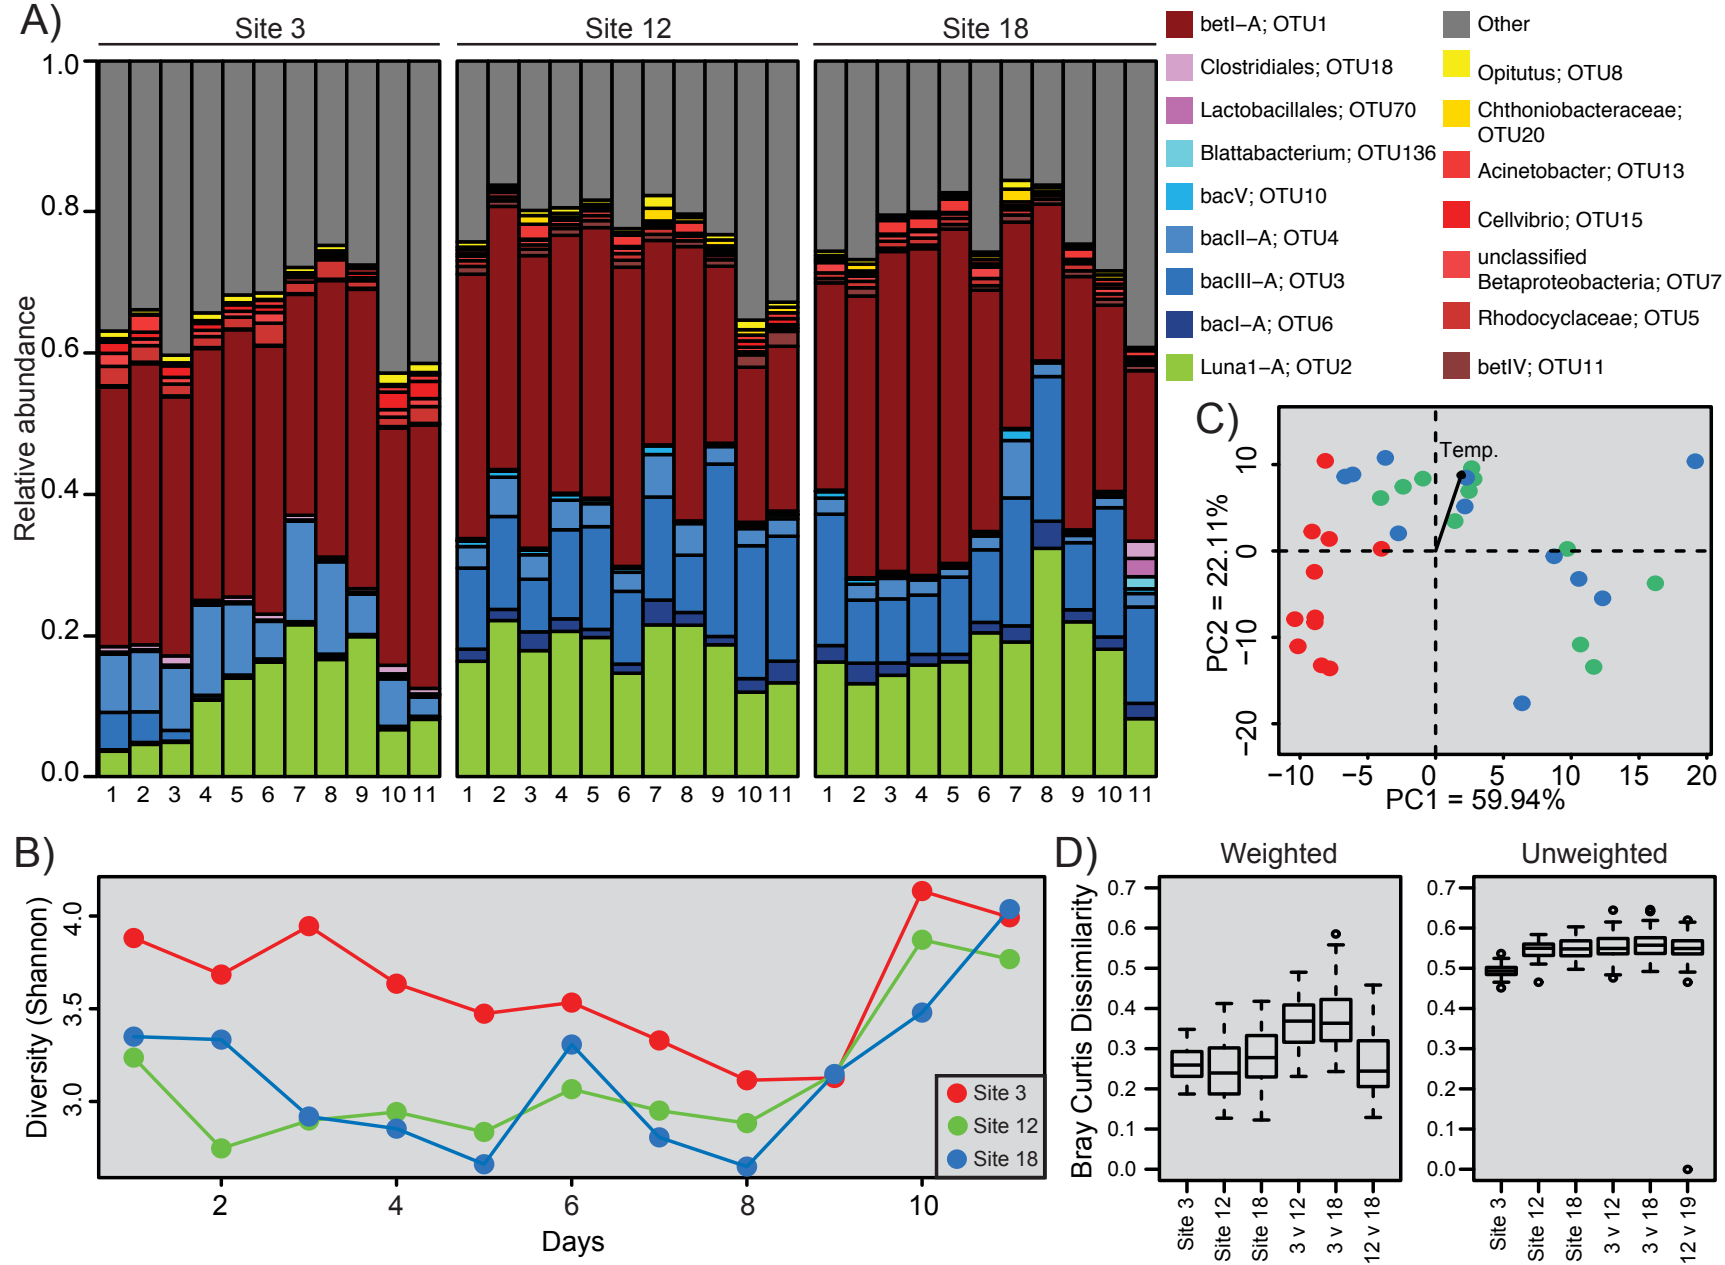 A)
Site 3
Site 12
Site 18
Relative abundance
1.0
0.8
0.6
0.4
0.2
0.0
1 2 3 4 5 6 7 8 9 10 11
1 2 3 4 5 6 7 8 9 10 11
1 2 3 4 5 6 7 8 9 10 11
betI–A; OTU1
Clostridiales; OTU18
Lactobacillales; OTU70
Blattabacterium; OTU136
bacV; OTU10
bacII–A; OTU4
bacIII–A; OTU3
bacI–A; OTU6
Luna1–A; OTU2
Other
Opitutus; OTU8
Chthoniobacteraceae;
OTU20
Acinetobacter; OTU13
Cellvibrio; OTU15
unclassified
Betaproteobacteria; OTU7
Rhodocyclaceae; OTU5
betIV; OTU11
C)
PC2 = 22.11%
10
0
−10
−20
Temp.
−10 −5 0 5 10 15 20
PC1 = 59.94%
B)
Diversity (Shannon)
4.0
3.5
3.0
Site 3
Site 12
Site 18
2 4 6 8 10
Days
D)
Weighted
Unweighted
Bray Curtis Dissimilarity
0.7
0.6
0.5
0.4
0.3
0.2
0.1
0.0
Site 3
Site 12
Site 18
3 v 12
3 v 18
12 v 18
0.7
0.6
0.5
0.4
0.3
0.2
0.1
0.0
Site 3
Site 12
Site 18
3 v 12
3 v 18
12 v 19